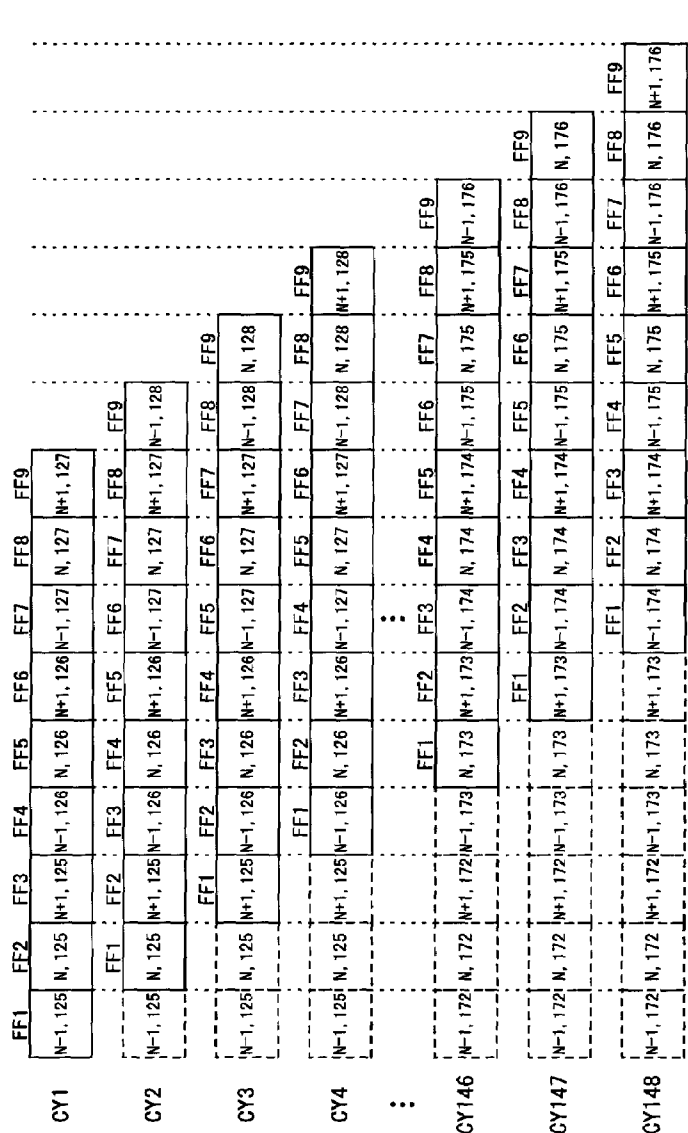 FF1 FF2 FF3 FF4 FF5 FF6 FF7 FF8 FF9
CY1 N−1, 125 N, 125 N+1, 125 N−1, 126 N, 126 N+1, 126 N−1, 127 N, 127 N+1, 127
FF1 FF2 FF3 FF4 FF5 FF6 FF7 FF8 FF9
CY2 N−1, 125 N, 125 N+1, 125 N−1, 126 N, 126 N+1, 126 N−1, 127 N, 127 N+1, 127 N−1, 128
FF1 FF2 FF3 FF4 FF5 FF6 FF7 FF8 FF9
CY3 N−1, 125 N, 125 N+1, 125 N−1, 126 N, 126 N+1, 126 N−1, 127 N, 127 N+1, 127 N−1, 128 N, 128
FF1 FF2 FF3 FF4 FF5 FF6 FF7 FF8 FF9
CY4 N−1, 125 N, 125 N+1, 125 N−1, 126 N, 126 N+1, 126 N−1, 127 N, 127 N+1, 127 N−1, 128 N, 128 N+1, 128
⋮ ⋮
FF1 FF2 FF3 FF4 FF5 FF6 FF7 FF8 FF9
CY146 N−1, 172 N, 172 N+1, 172 N−1, 173 N, 173 N+1, 173 N−1, 174 N, 174 N+1, 174 N−1, 175 N, 175 N+1, 175 N−1, 176
FF1 FF2 FF3 FF4 FF5 FF6 FF7 FF8 FF9
CY147 N−1, 172 N, 172 N+1, 172 N−1, 173 N, 173 N+1, 173 N−1, 174 N, 174 N+1, 174 N−1, 175 N, 175 N+1, 175 N−1, 176 N, 176
FF1 FF2 FF3 FF4 FF5 FF6 FF7 FF8 FF9
CY148 N−1, 172 N, 172 N+1, 172 N−1, 173 N, 173 N+1, 173 N−1, 174 N, 174 N+1, 174 N−1, 175 N, 175 N+1, 175 N−1, 176 N, 176 N+1, 176